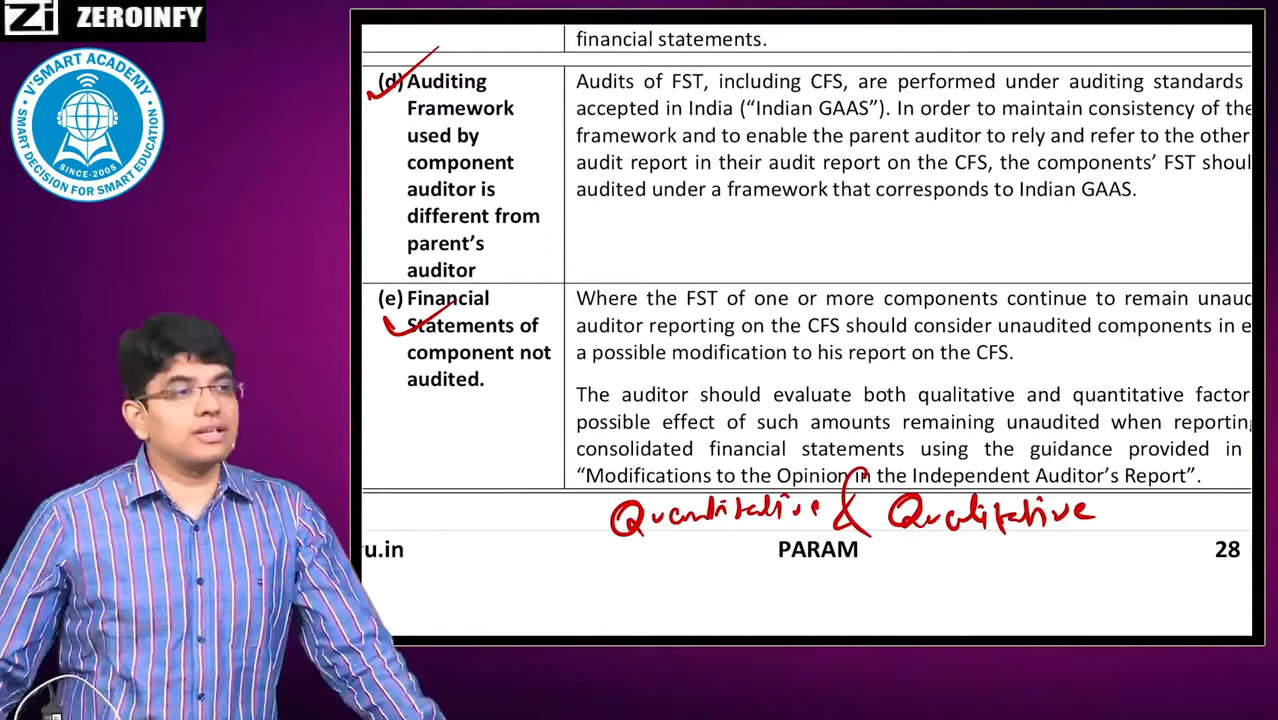 Zi ZEROINFY
V'SMART ACADEMY
SINCE-2005
SMART DECISION FOR SMART EDUCATION
financial statements.
(d) Auditing
Framework
used by
component
auditor is
different from
parent's
auditor
Audits of FST, including CFS, are performed under auditing standards
accepted in India ("Indian GAAS"). In order to maintain consistency of the
framework and to enable the parent auditor to rely and refer to the other
audit report in their audit report on the CFS, the components' FST shoul
audited under a framework that corresponds to Indian GAAS.
(e) Financial
Statements of
component not
audited.
Where the FST of one or more components continue to remain unaud
auditor reporting on the CFS should consider unaudited components in e
a possible modification to his report on the CFS.
The auditor should evaluate both qualitative and quantitative factor
possible effect of such amounts remaining unaudited when reporting
consolidated financial statements using the guidance provided in
"Modifications to the Opinion in the Independent Auditor's Report".
Quantitative & Qualitative
u.in PARAM 28